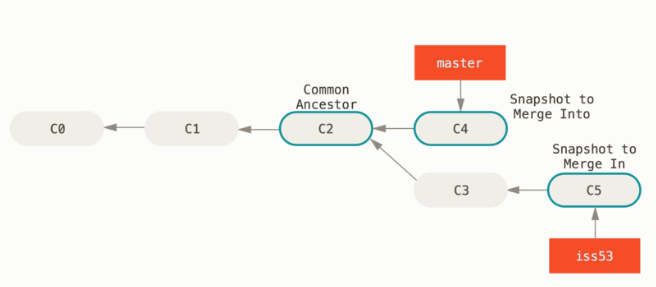 master
Common
Ancestor
Snapshot to
Merge Into
C0
C1
C2
C4
Snapshot to
Merge In
C3
C5
iss53